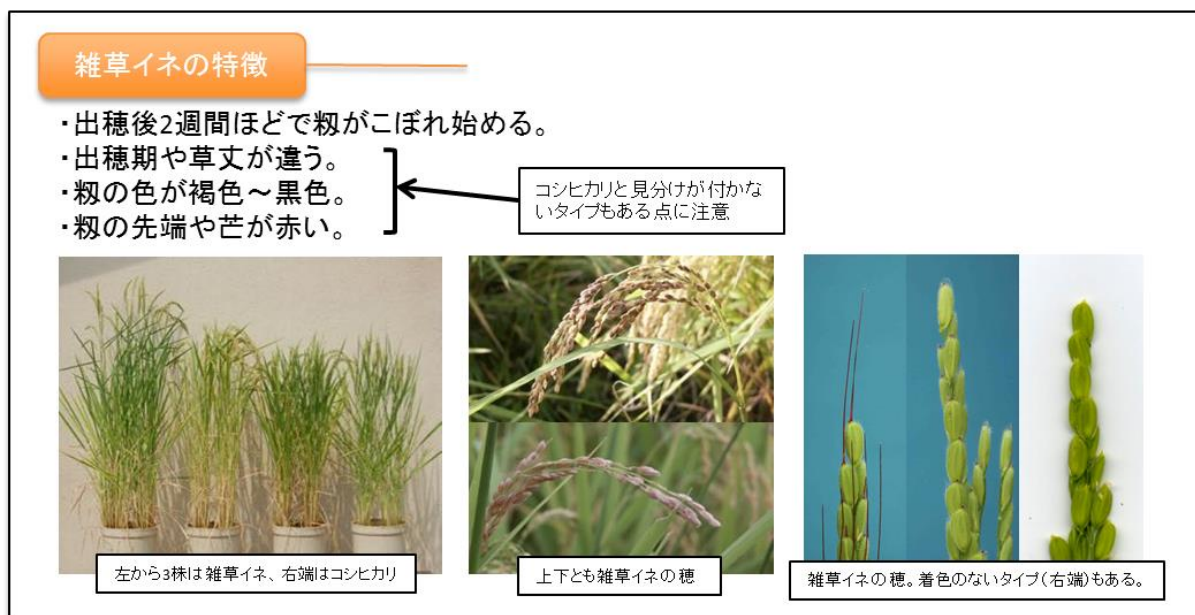 雑草イネの特徴
・出穂後2週間ほどで籾がこぼれ始める。
・出穂期や草丈が違う。
・籾の色が褐色～黒色。
・籾の先端や芒が赤い。
コシヒカリと見分けが付かな
いタイプもある点に注意
左から3株は雑草イネ、右端はコシヒカリ
上下とも雑草イネの穂
雑草イネの穂。着色のないタイプ(右端)もある。